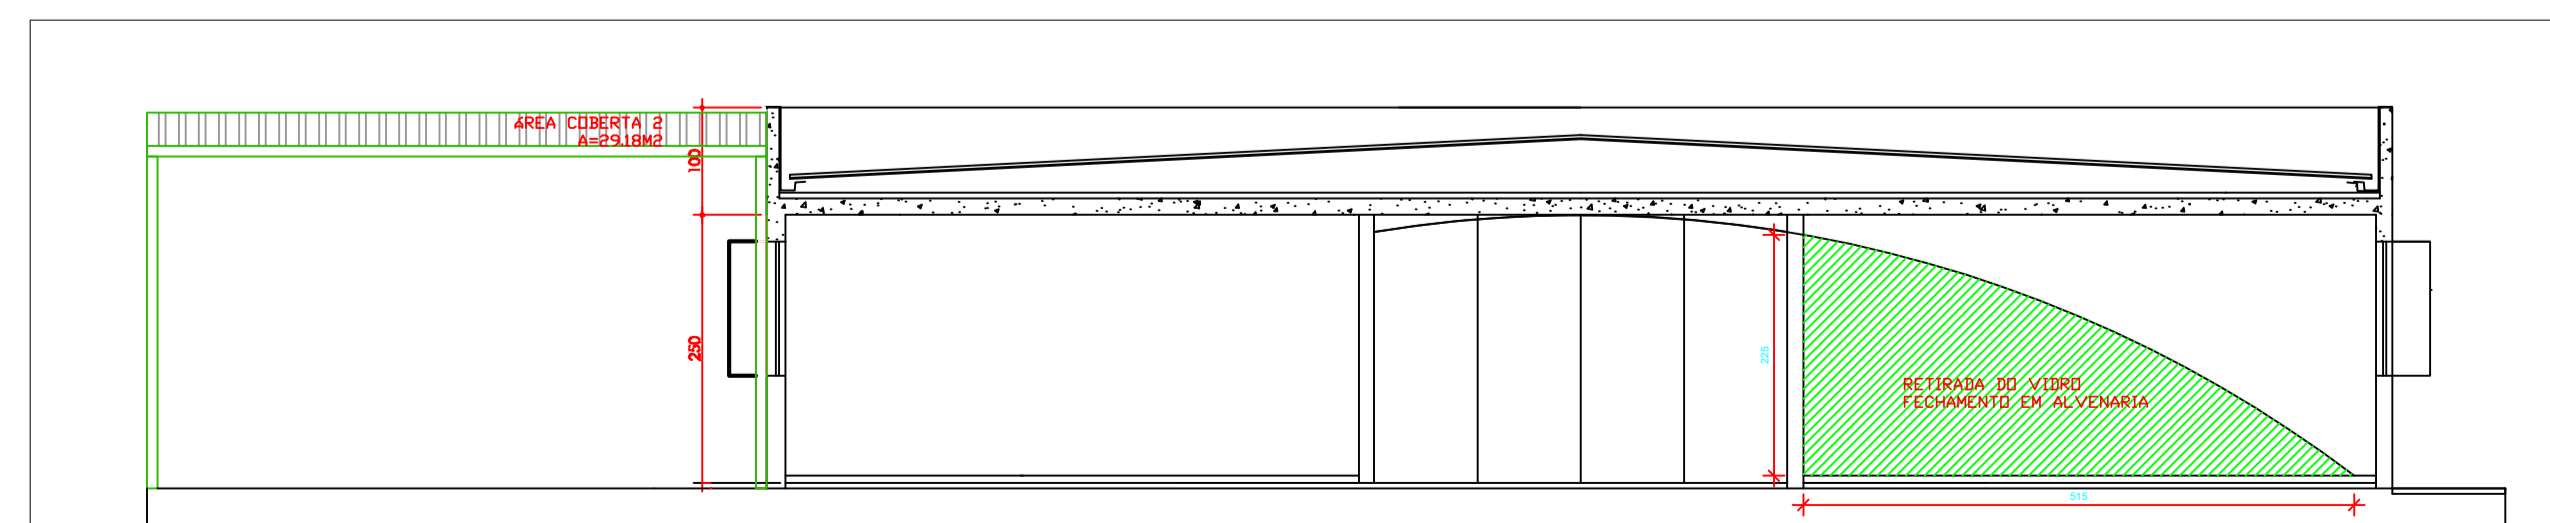 ÁREA COBERTA 2
A=29.18M2
100
250
225
RETIRADA DO VIDRO
FECHAMENTO EM ALVENARIA
515